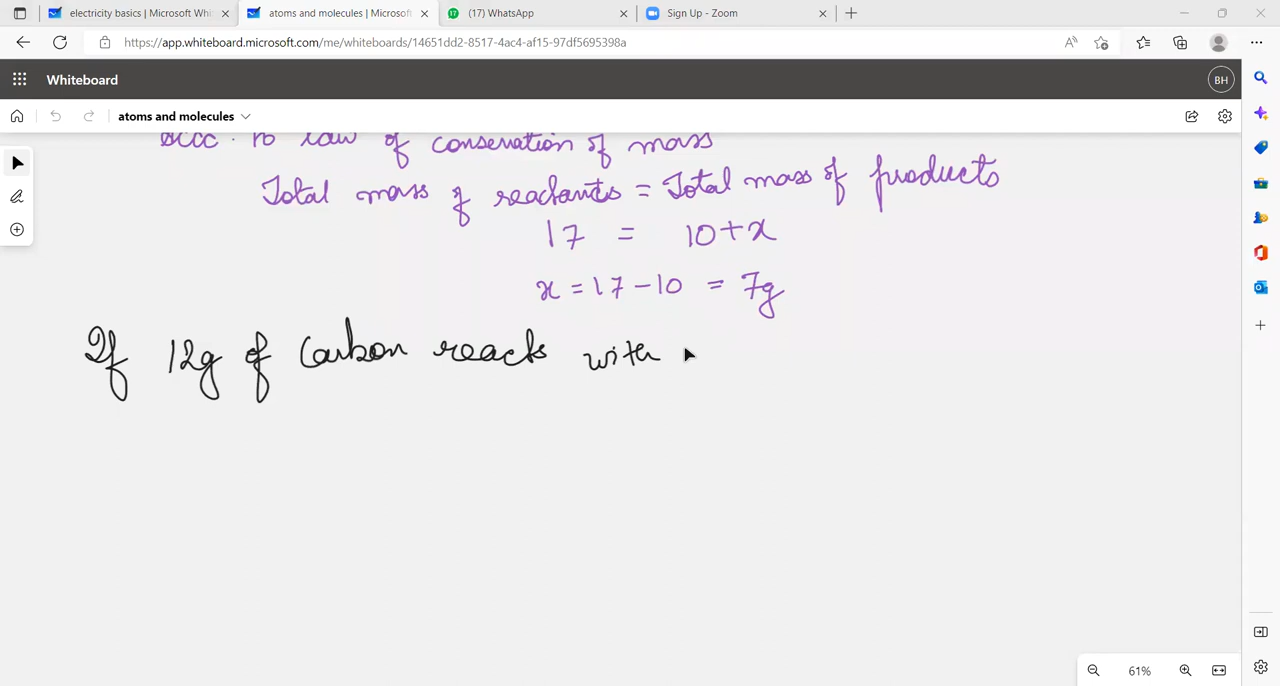 electricity basics | Microsoft Whi
atoms and molecules | Microsof
(17) WhatsApp
Sign Up - Zoom
https://app.whiteboard.microsoft.com/me/whiteboards/14651dd2-8517-4ac4-af15-97df5695398a
Whiteboard
BH
atoms and molecules
acc. to law of conservation of mass
Total mass of reactants = Total mass of products
17 = 10+x
x = 17 - 10 = 7g
If 12g of Carbon reacts with
61%